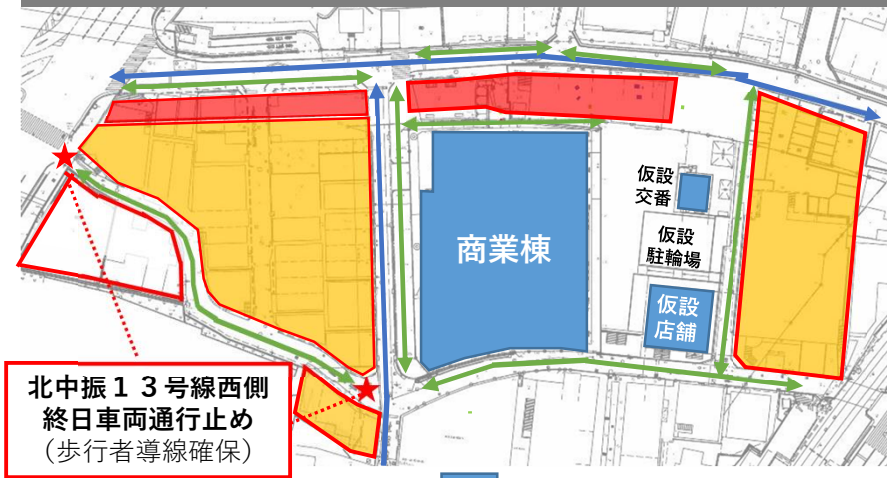 仮設
交番
仮設
駐輪場
商業棟
仮設
店舗
北中振１３号線西側
終日車両通行止め
（歩行者導線確保）